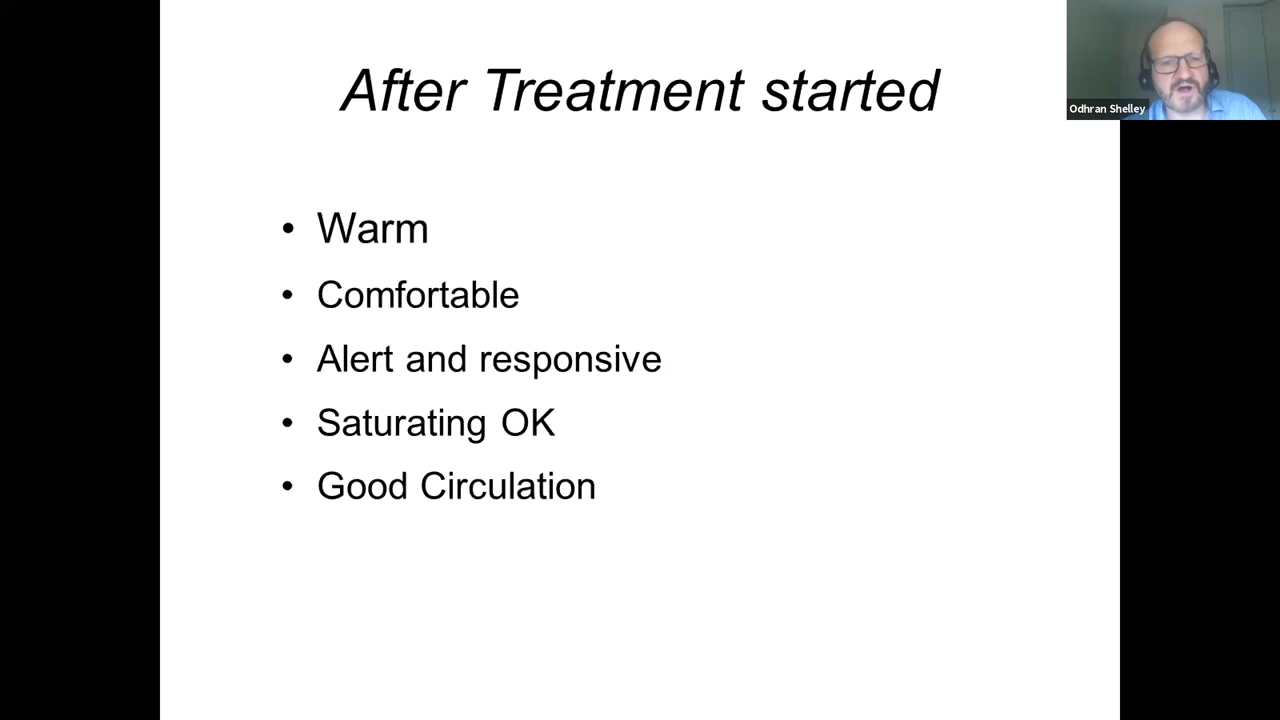 After Treatment started
Odhran Shelley
• Warm
• Comfortable
• Alert and responsive
• Saturating OK
• Good Circulation